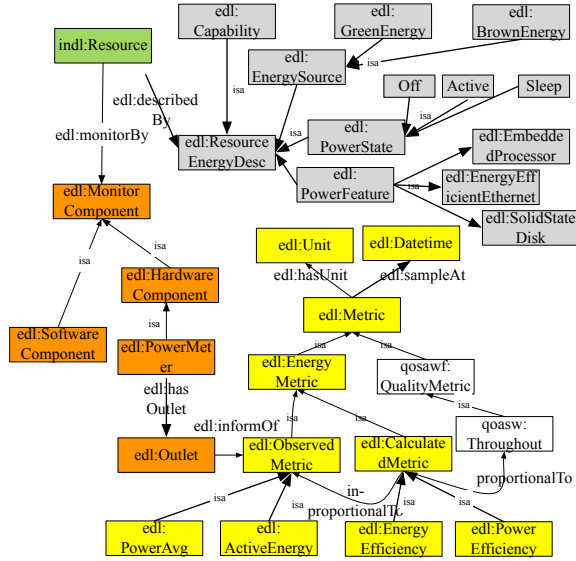 edl:
Capability
edl:
GreenEnergy
edl:
BrownEnergy
indl:Resource
edl:
EnergySource
isa
isa
Off
Active
Sleep
edl:described
By
edl:monitorBy
isa
isa
edl:Resource
EnergyDesc
edl:
PowerState
edl:Embedde
dProcessor
edl:
PowerFeature
isa
edl:EnergyEff
icientEthernet
edl:Monitor
Component
edl:SolidState
Disk
edl:Unit
edl:Datetime
isa
isa
edl:Hardware
Component
edl:hasUnit
edl:sampleAt
edl:Metric
isa
edl:Software
Component
edl:PowerMet
er
isa
isa
edl:Energy
Metric
qosawf:
QualityMetric
edl:has
Outlet
isa
edl:informOf
isa
isa
qoasw:
Throughout
edl:Outlet
edl:Observed
Metric
edl:Calculate
dMetric
proportionalTo
in-
proportionalTo
isa
isa
isa
isa
edl:
PowerAvg
edl:
ActiveEnergy
edl:Energy
Efficiency
edl:Power
Efficiency